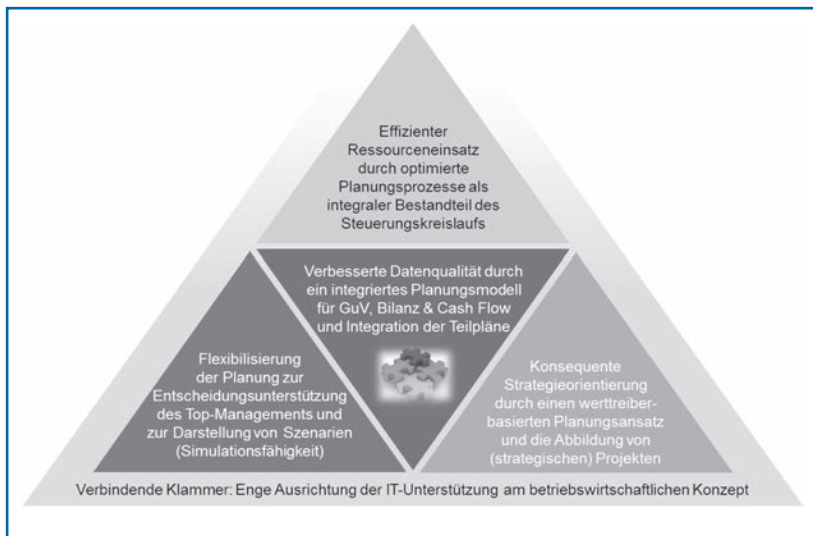 Effizienter
Ressourceneinsatz
durch optimierte
Planungsprozesse als
integraler Bestandteil des
Steuerungskreislaufs
Verbesserte Datenqualität durch
ein integriertes Planungsmodell
für GuV, Bilanz & Cash Flow
und Integration der Teilpläne
Flexibilisierung
der Planung zur
Entscheidungsunterstützung
des Top-Managements und
zur Darstellung von Szenarien
(Simulationsfähigkeit)
Konsequente
Strategieorientierung
durch einen werttreiber-
basierten Planungsansatz
und die Abbildung von
(strategischen) Projekten
Verbindende Klammer: Enge Ausrichtung der IT-Unterstützung am betriebswirtschaftlichen Konzept